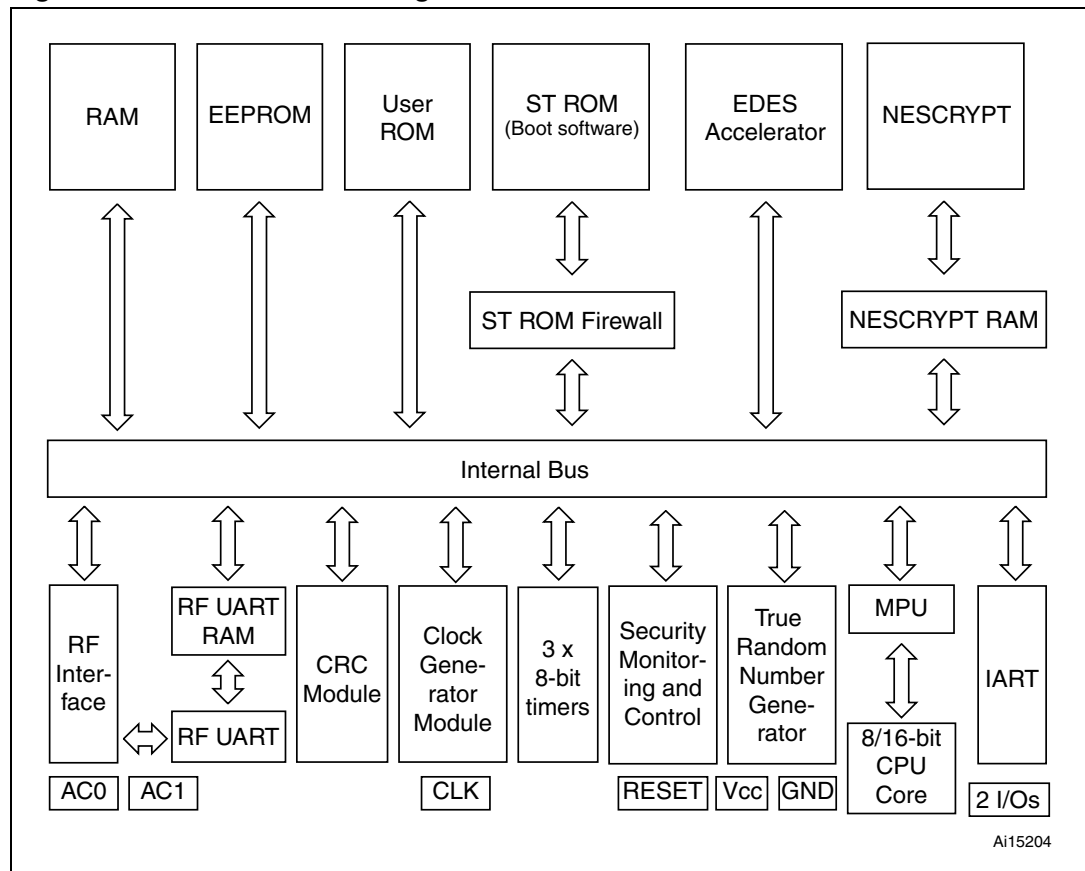 RAM
EEPROM
User
ROM
ST ROM
(Boot software)
EDES
Accelerator
NESCRYPT
ST ROM Firewall
NESCRYPT RAM
Internal Bus
RF
Inter-
face
RF UART
RAM
RF UART
CRC
Module
Clock
Gene-
rator
Module
3 x
8-bit
timers
Security
Monitor-
ing and
Control
True
Random
Number
Gene-
rator
MPU
8/16-bit
CPU
Core
IART
AC0
AC1
CLK
RESET
Vcc
GND
2 I/Os
Ai15204